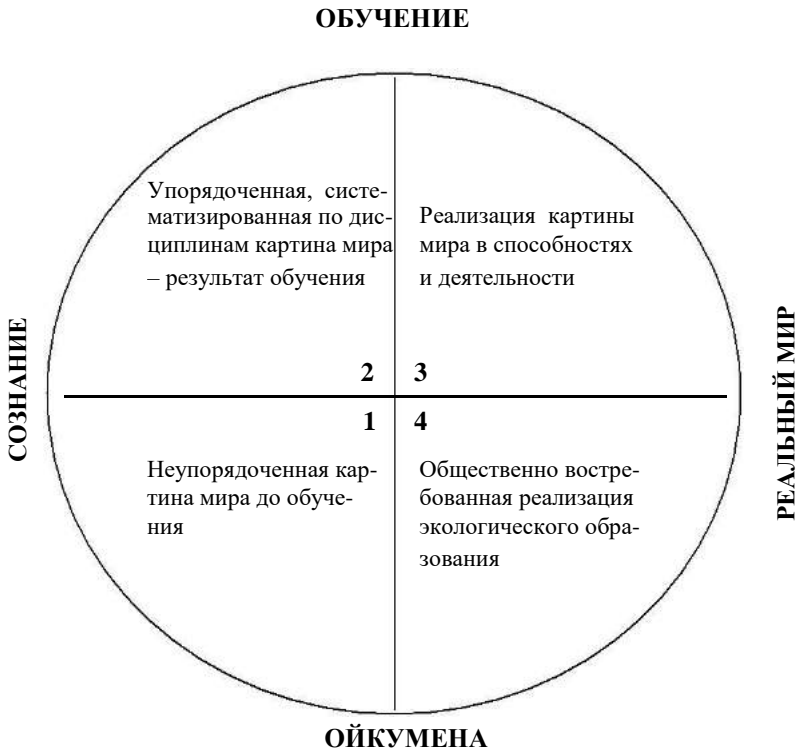 ОБУЧЕНИЕ
Упорядоченная, систе-
матизированная по дис-
циплинам картина мира
– результат обучения
Реализация картины
мира в способностях
и деятельности
СОЗНАНИЕ
РЕАЛЬНЫЙ МИР
2 3
1 4
Неупорядоченная кар-
тина мира до обуче-
ния
Общественно востре-
бованная реализация
экологического обра-
зования
ОЙКУМЕНА